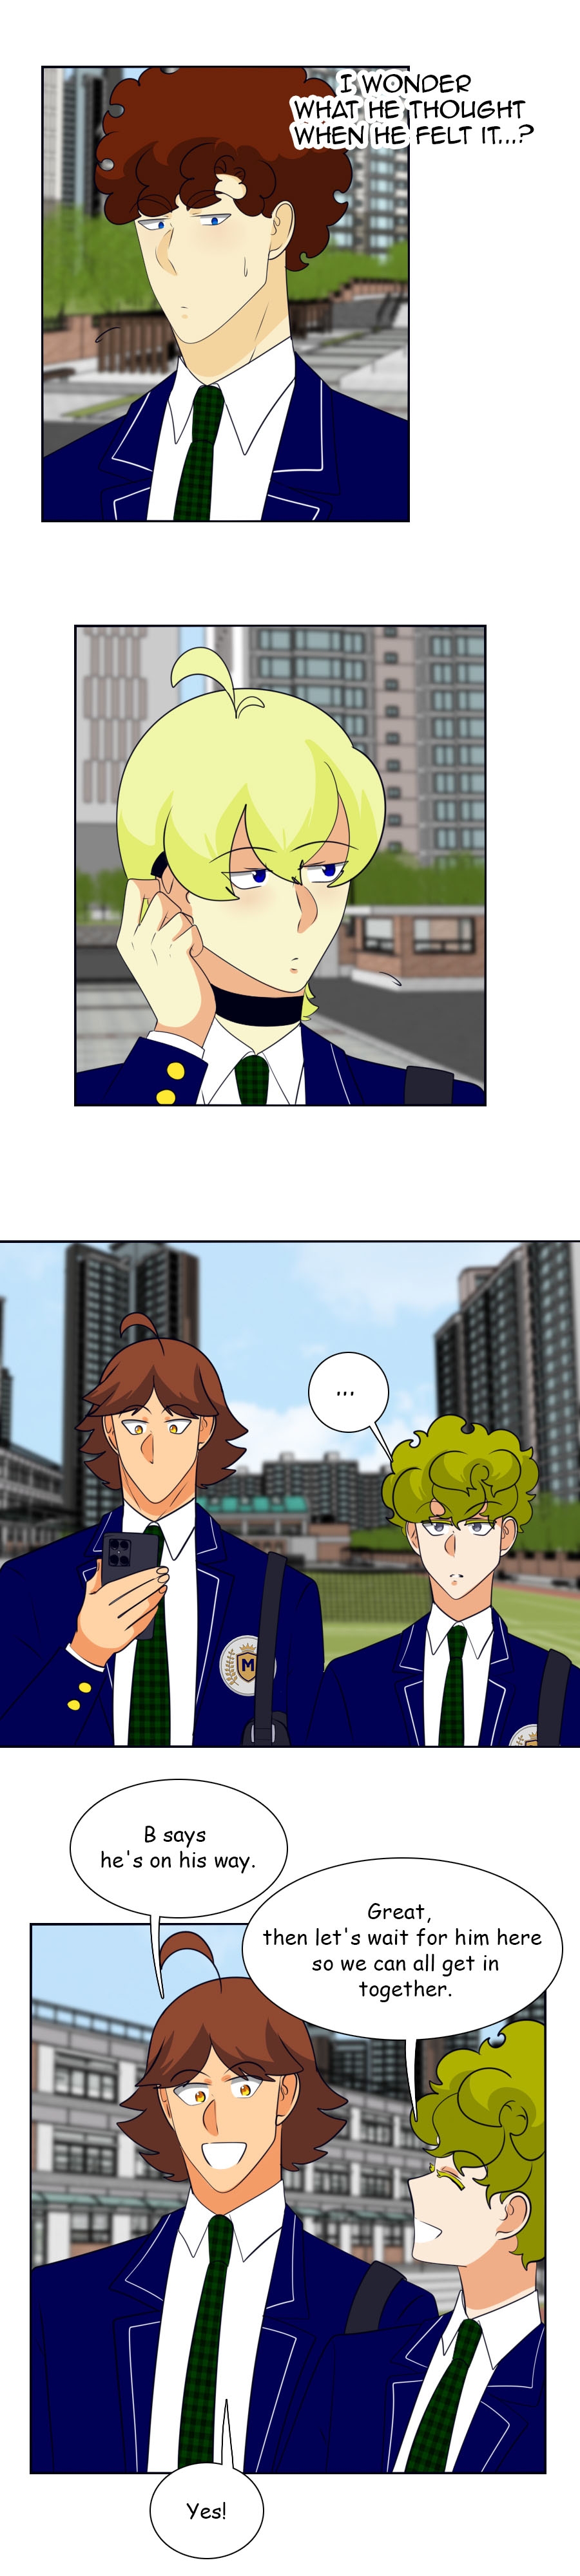 I WONDER
WHAT HE THOUGHT
WHEN HE FELT IT...?
...
M
B says
he's on his way.
Great,
then let's wait for him here
so we can all get in
together.
Yes!